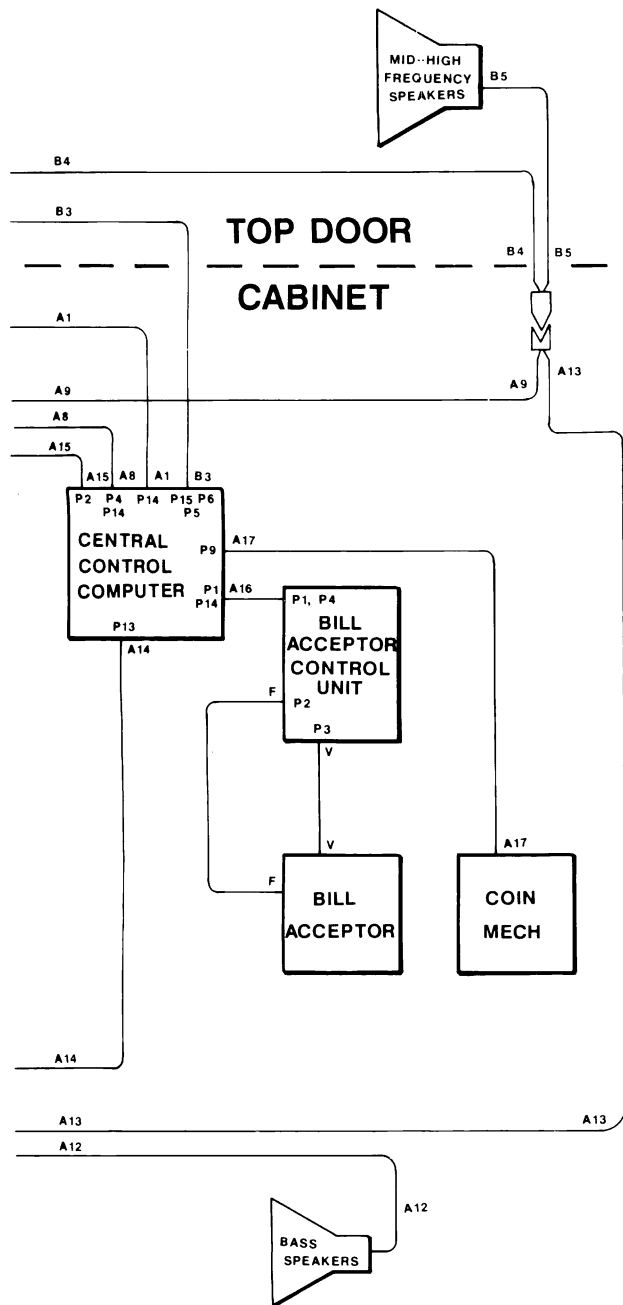 MID--HIGH
FREQUENCY
SPEAKERS
B5
B4
B3
TOP DOOR
B4 B5
CABINET
A1
A9
A13
A9
A8
A15
A15 A8 A1 B3
P2 P4 P14 P15 P6
P14 P5
CENTRAL
CONTROL
COMPUTER
P9
A17
P1
P14
A16
P13
A14
P1, P4
BILL
ACCEPTOR
CONTROL
UNIT
F
P2
P3
V
V
F
BILL
ACCEPTOR
A17
COIN
MECH
A14
A13
A13
A12
A12
BASS
SPEAKERS